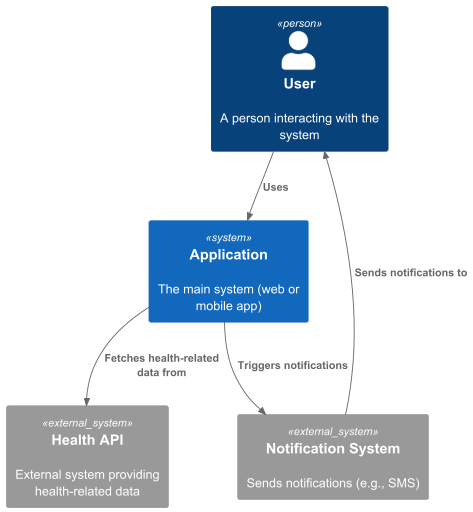 «person»
User
A person interacting with the
system
Uses
«system»
Application
The main system (web or
mobile app)
Sends notifications to
Fetches health-related
data from
Triggers notifications
«external_system»
Health API
External system providing
health-related data
«external_system»
Notification System
Sends notifications (e.g., SMS)